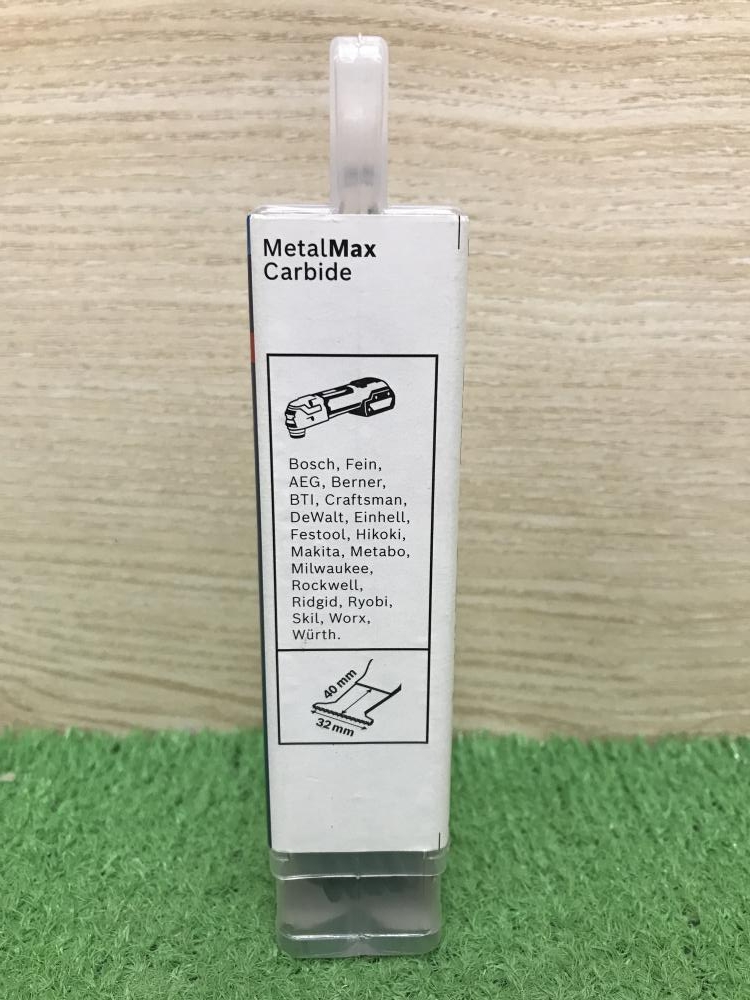 MetalMax
Carbide
Bosch, Fein,
AEG, Berner,
BTI, Craftsman,
DeWalt, Einhell,
Festool, Hikoki,
Makita, Metabo,
Milwaukee,
Rockwell,
Ridgid, Ryobi,
Skil, Worx,
Würth.
40 mm
32 mm